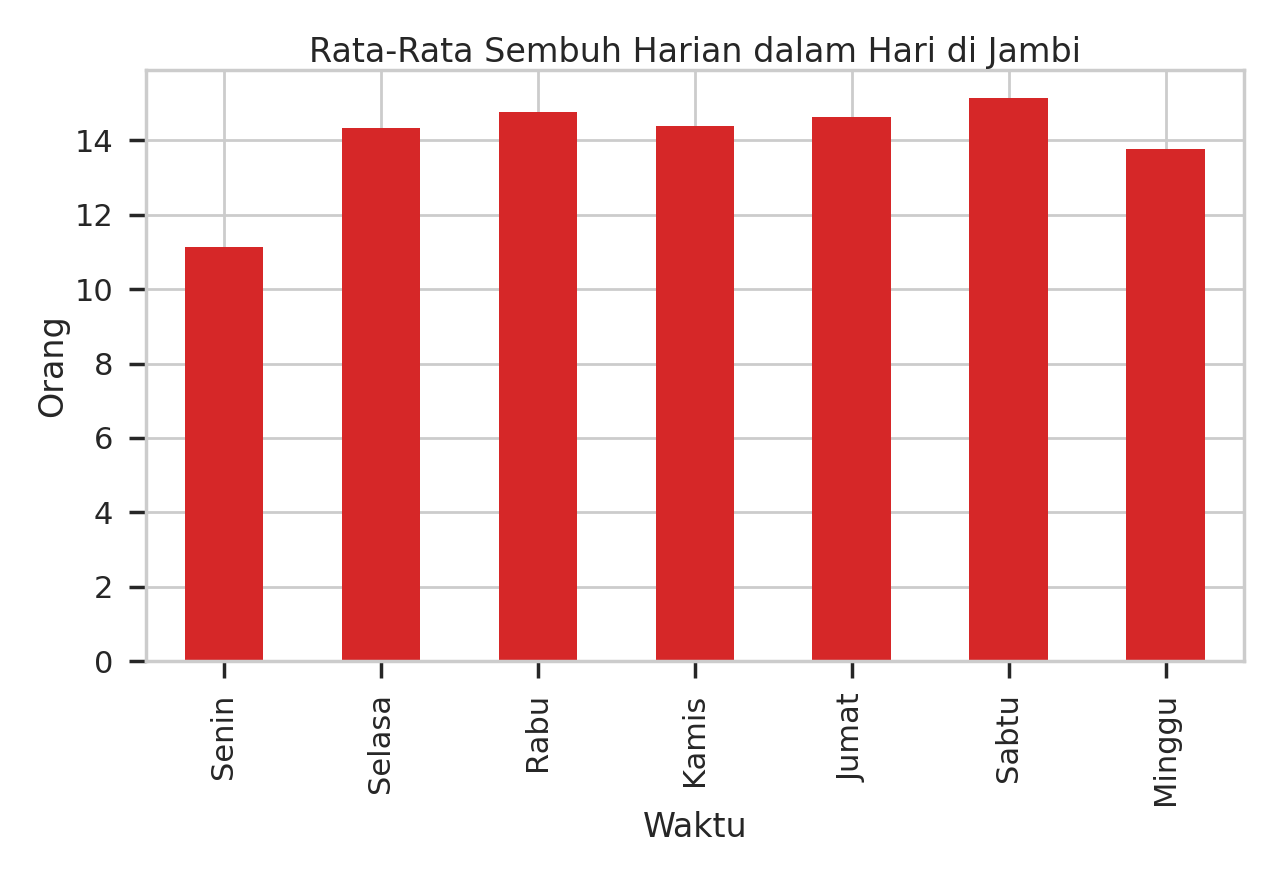 Rata-Rata Sembuh Harian dalam Hari di Jambi
Orang
14
12
10
8
6
4
2
0
Senin
Selasa
Rabu
Kamis
Jumat
Sabtu
Minggu
Waktu